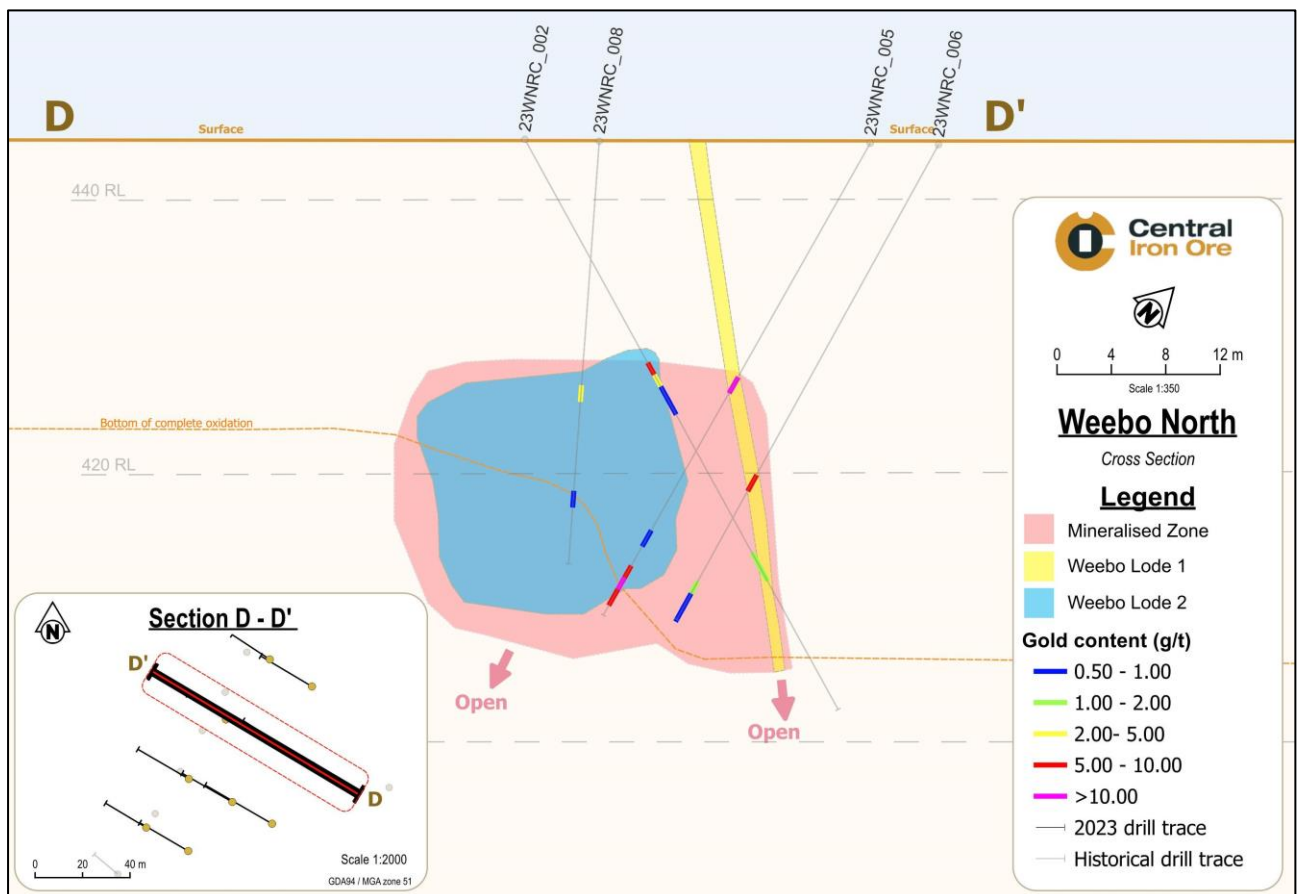 23WNRC_002
23WNRC_008
23WNRC_005
23WNRC_006
D
D'
Surface
Surface
440 RL
Bottom of complete oxidation
420 RL
Open
Open
Central
Iron Ore
N
0 4 8 12 m
Scale 1:350
Weebo North
Cross Section
Legend
Mineralised Zone
Weebo Lode 1
Weebo Lode 2
Gold content (g/t)
0.50 - 1.00
1.00 - 2.00
2.00- 5.00
5.00 - 10.00
>10.00
2023 drill trace
Historical drill trace
N
Section D - D'
D'
D
0 20 40 m
Scale 1:2000
GDA94 / MGA zone 51